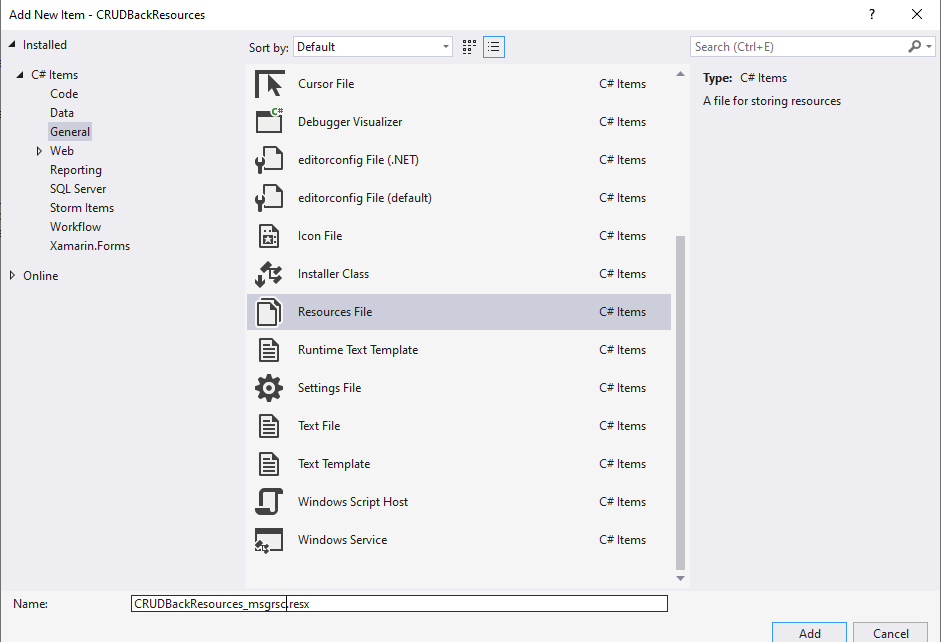 Add New Item - CRUDBackResources
?
Installed
C# Items
Code
Data
General
Web
Reporting
SQL Server
Storm Items
Workflow
Xamarin.Forms
Online
Sort by: Default
Cursor File C# Items
C# Debugger Visualizer C# Items
editorconfig File (.NET) C# Items
editorconfig File (default) C# Items
Icon File C# Items
Installer Class C# Items
Resources File C# Items
Runtime Text Template C# Items
Settings File C# Items
Text File C# Items
Text Template C# Items
Windows Script Host C# Items
Windows Service C# Items
Search (Ctrl+E)
Type: C# Items
A file for storing resources
Name: CRUDBackResources_msgrsc.resx
Add Cancel